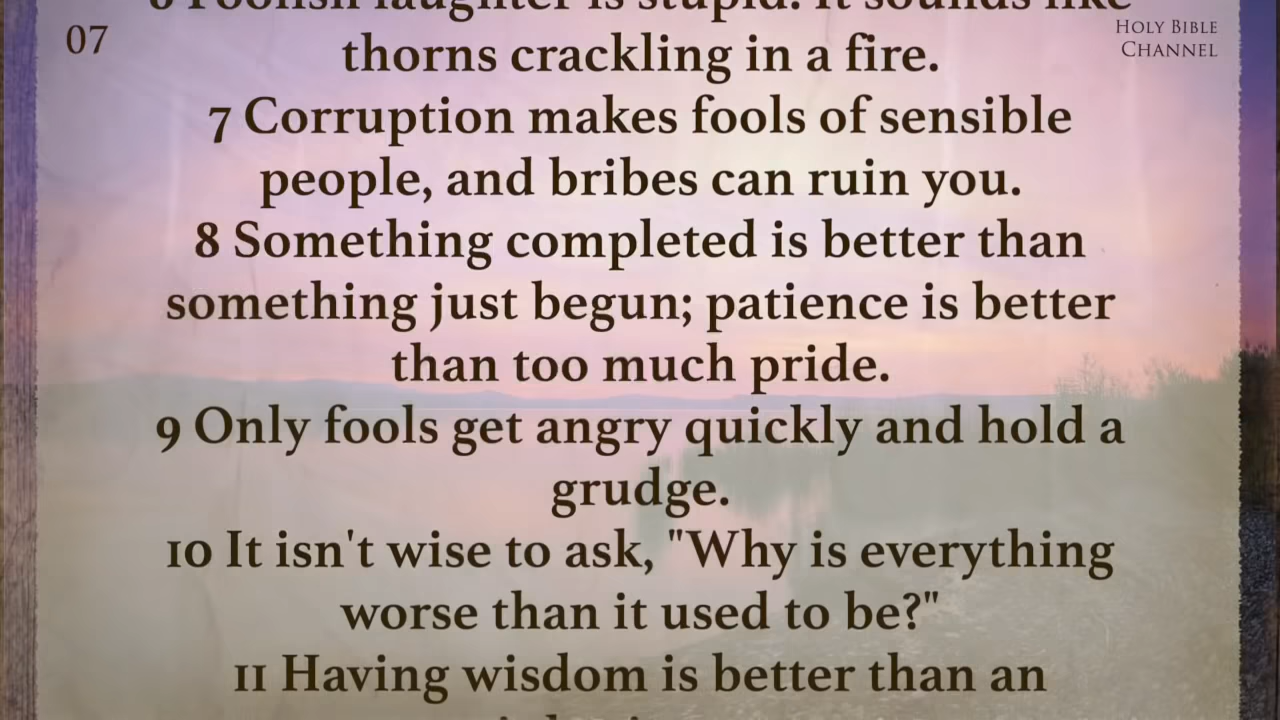 07
HOLY BIBLE
CHANNEL
6 Foolish laughter is stupid. It sounds like
thorns crackling in a fire.
7 Corruption makes fools of sensible
people, and bribes can ruin you.
8 Something completed is better than
something just begun; patience is better
than too much pride.
9 Only fools get angry quickly and hold a
grudge.
10 It isn't wise to ask, "Why is everything
worse than it used to be?"
11 Having wisdom is better than an